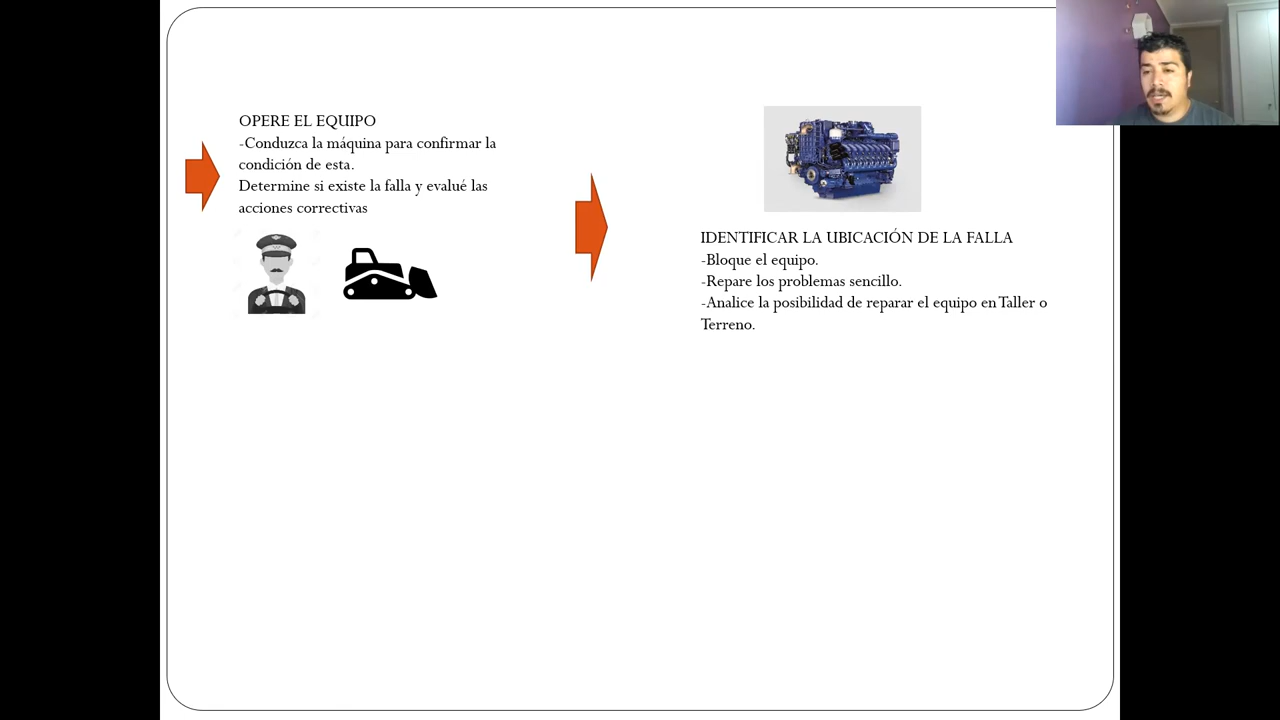 OPERE EL EQUIPO
-Conduzca la máquina para confirmar la
condición de esta.
Determine si existe la falla y evalué las
acciones correctivas
IDENTIFICAR LA UBICACIÓN DE LA FALLA
-Bloque el equipo.
-Repare los problemas sencillo.
-Analice la posibilidad de reparar el equipo en Taller o
Terreno.